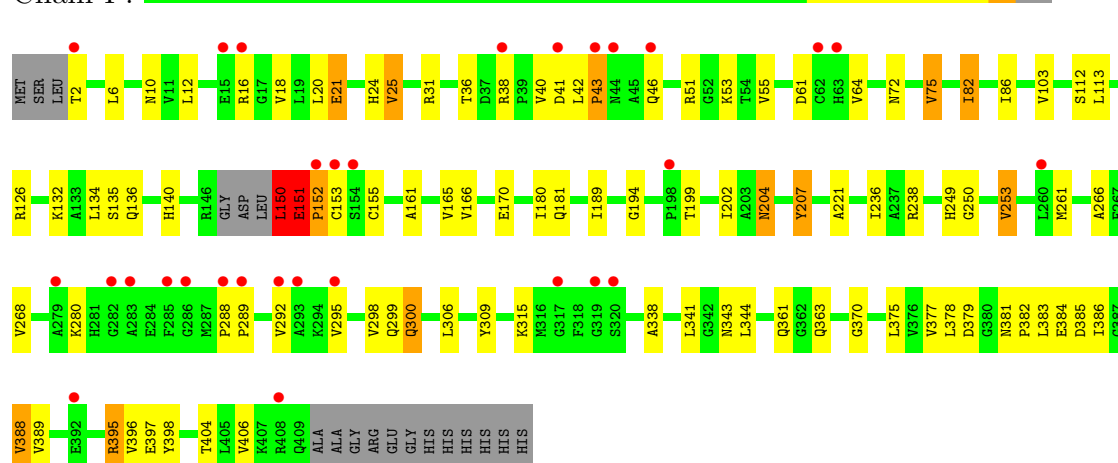 MET SER LEU T2 L6 N10 V11 L12 E15 R16 G17 V18 L19 L20 E21 H24 V25 R31 T36 D37 R38 P39 V40 D41 L42 P43 N44 A45 Q46 R51 G52 K53 T54 V55 D61 C62 H63 V64 N72 V75 I82 I86 V103 S112 L113
R126 K132 A133 L134 S135 Q136 H140 R146 GLY ASP LEU L150 E151 P152 C153 S154 C155 A161 V165 V166 E170 I180 Q181 I189 G194 P198 T199 I202 A203 N204 Y207 A221 I236 A237 R238 H249 G250 V253 L260 M261 A266
V268 A279 K280 H281 G282 A283 E284 F285 G286 M287 P288 P289 V292 A293 K294 V295 V298 Q299 Q300 L306 Y309 K315 M316 G317 F318 G319 S320 A338 L341 G342 N343 L344 Q361 G362 Q363 G370 L375 V376 V377 L378 D379 G380 N381 P382 L383 E384 D385 I386
V388 V389 E392 R395 V396 E397 Y398 T404 L405 V406 K407 R408 Q409 ALA ALA GLY ARG GLU GLY HIS HIS HIS HIS HIS HIS